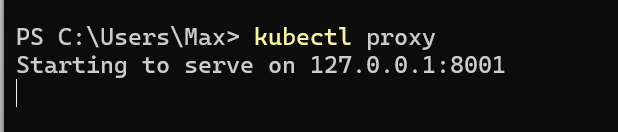 PS C:\Users\Max> kubectl proxy
Starting to serve on 127.0.0.1:8001